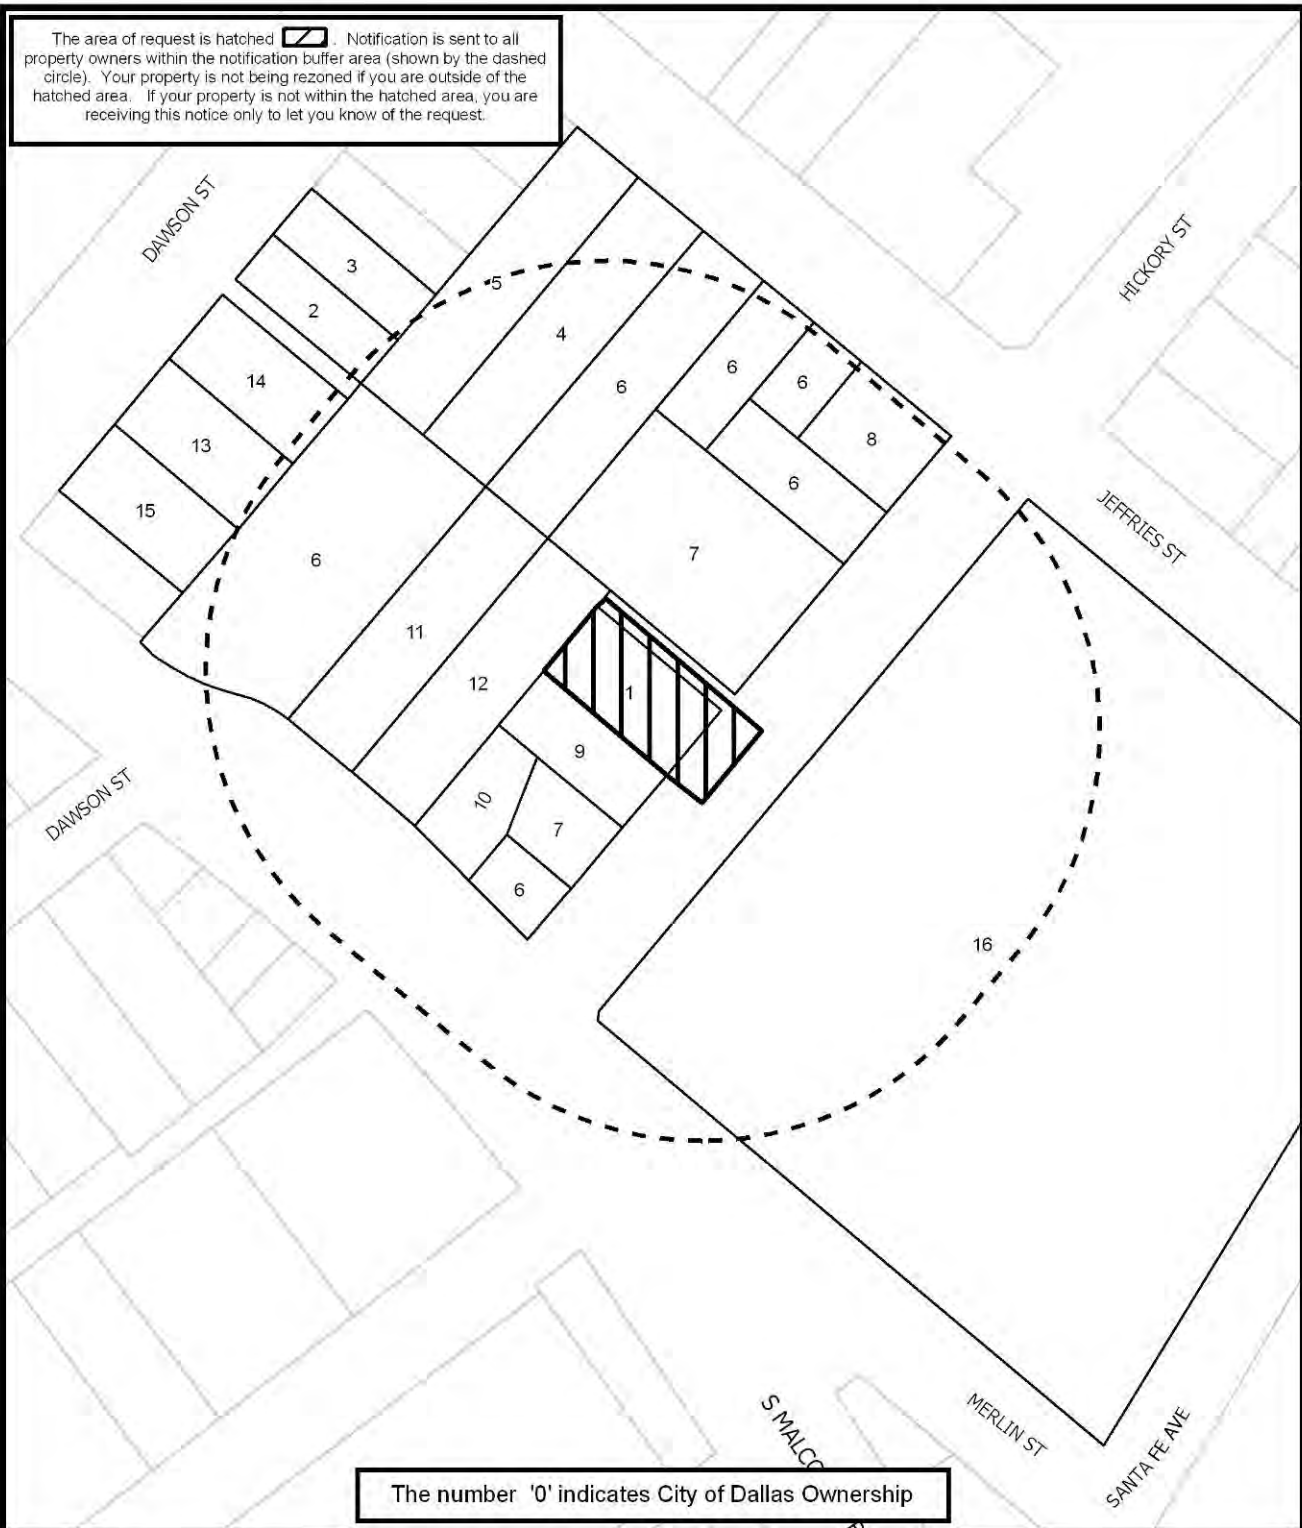 The area of request is hatched . Notification is sent to all
property owners within the notification buffer area (shown by the dashed
circle). Your property is not being rezoned if you are outside of the
hatched area. If your property is not within the hatched area, you are
receiving this notice only to let you know of the request.
DAWSON ST
HICKORY ST
3
5
2
4
14
6
6
6
13
8
6
15
JEFFRIES ST
7
6
11
12
1
9
DAWSON ST
10
7
6
16
S MALCO
MERLIN ST
SANTA FE AVE
The number '0' indicates City of Dallas Ownership